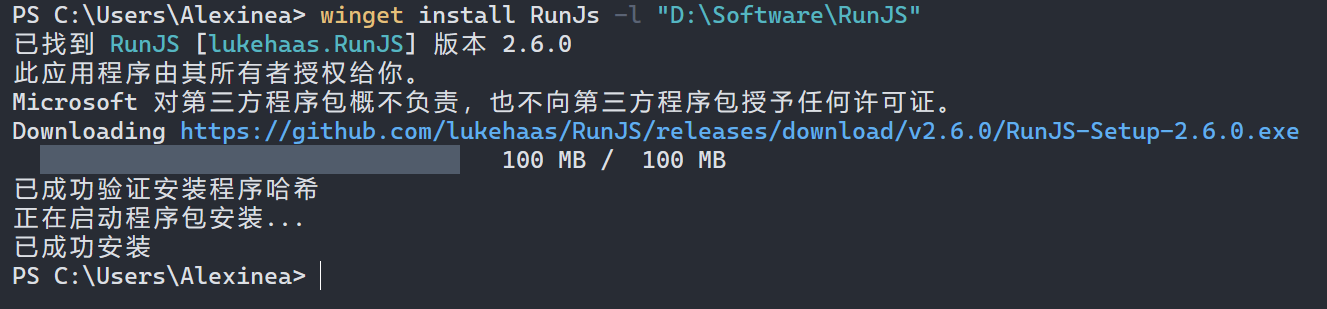 PS C:\Users\Alexinea> winget install RunJs -l "D:\Software\RunJS"
已找到 RunJS [lukehaas.RunJS] 版本 2.6.0
此应用程序由其所有者授权给你。
Microsoft 对第三方程序包概不负责，也不向第三方程序包授予任何许可证。
Downloading https://github.com/lukehaas/RunJS/releases/download/v2.6.0/RunJS-Setup-2.6.0.exe
100 MB / 100 MB
已成功验证安装程序哈希
正在启动程序包安装...
已成功安装
PS C:\Users\Alexinea>